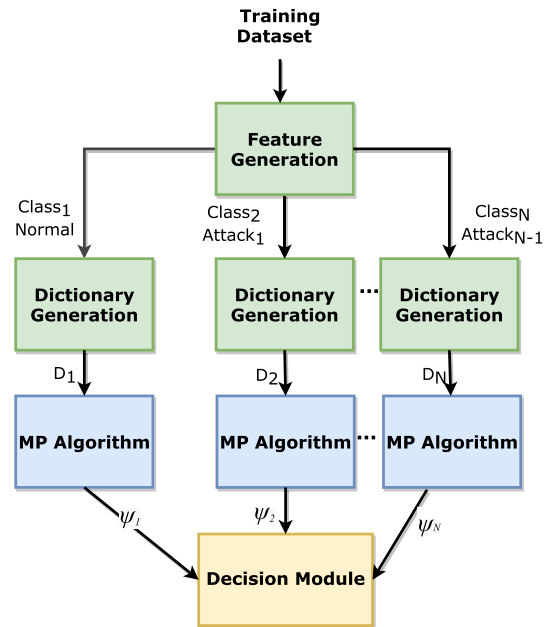 Training
Dataset
Feature
Generation
Class1
Normal
Class2
Attack1
ClassN
AttackN-1
Dictionary
Generation
Dictionary
Generation
...
Dictionary
Generation
D1
D2
DN
MP Algorithm
MP Algorithm
...
MP Algorithm
ψ1
ψ2
ψN
Decision Module